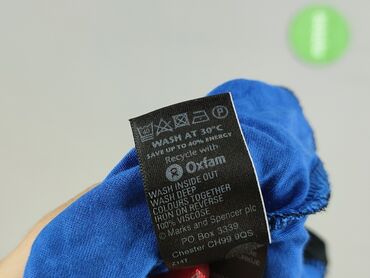 WASH AT 30°C
SAVE UP TO 40% ENERGY
Recycle with
Oxfam
WASH INSIDE OUT
WASH DEEP
COLOURS TOGETHER
IRON ON REVERSE
100% VISCOSE
© Marks and Spencer plc
PO Box 3339
Chester CH99 9QS